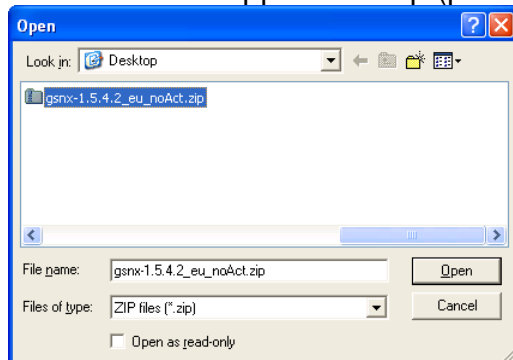 Open
Look in: Desktop
gsnx-1.5.4.2_eu_noAct.zip
File name: gsnx-1.5.4.2_eu_noAct.zip Open
Files of type: ZIP files (*.zip) Cancel
Open as read-only